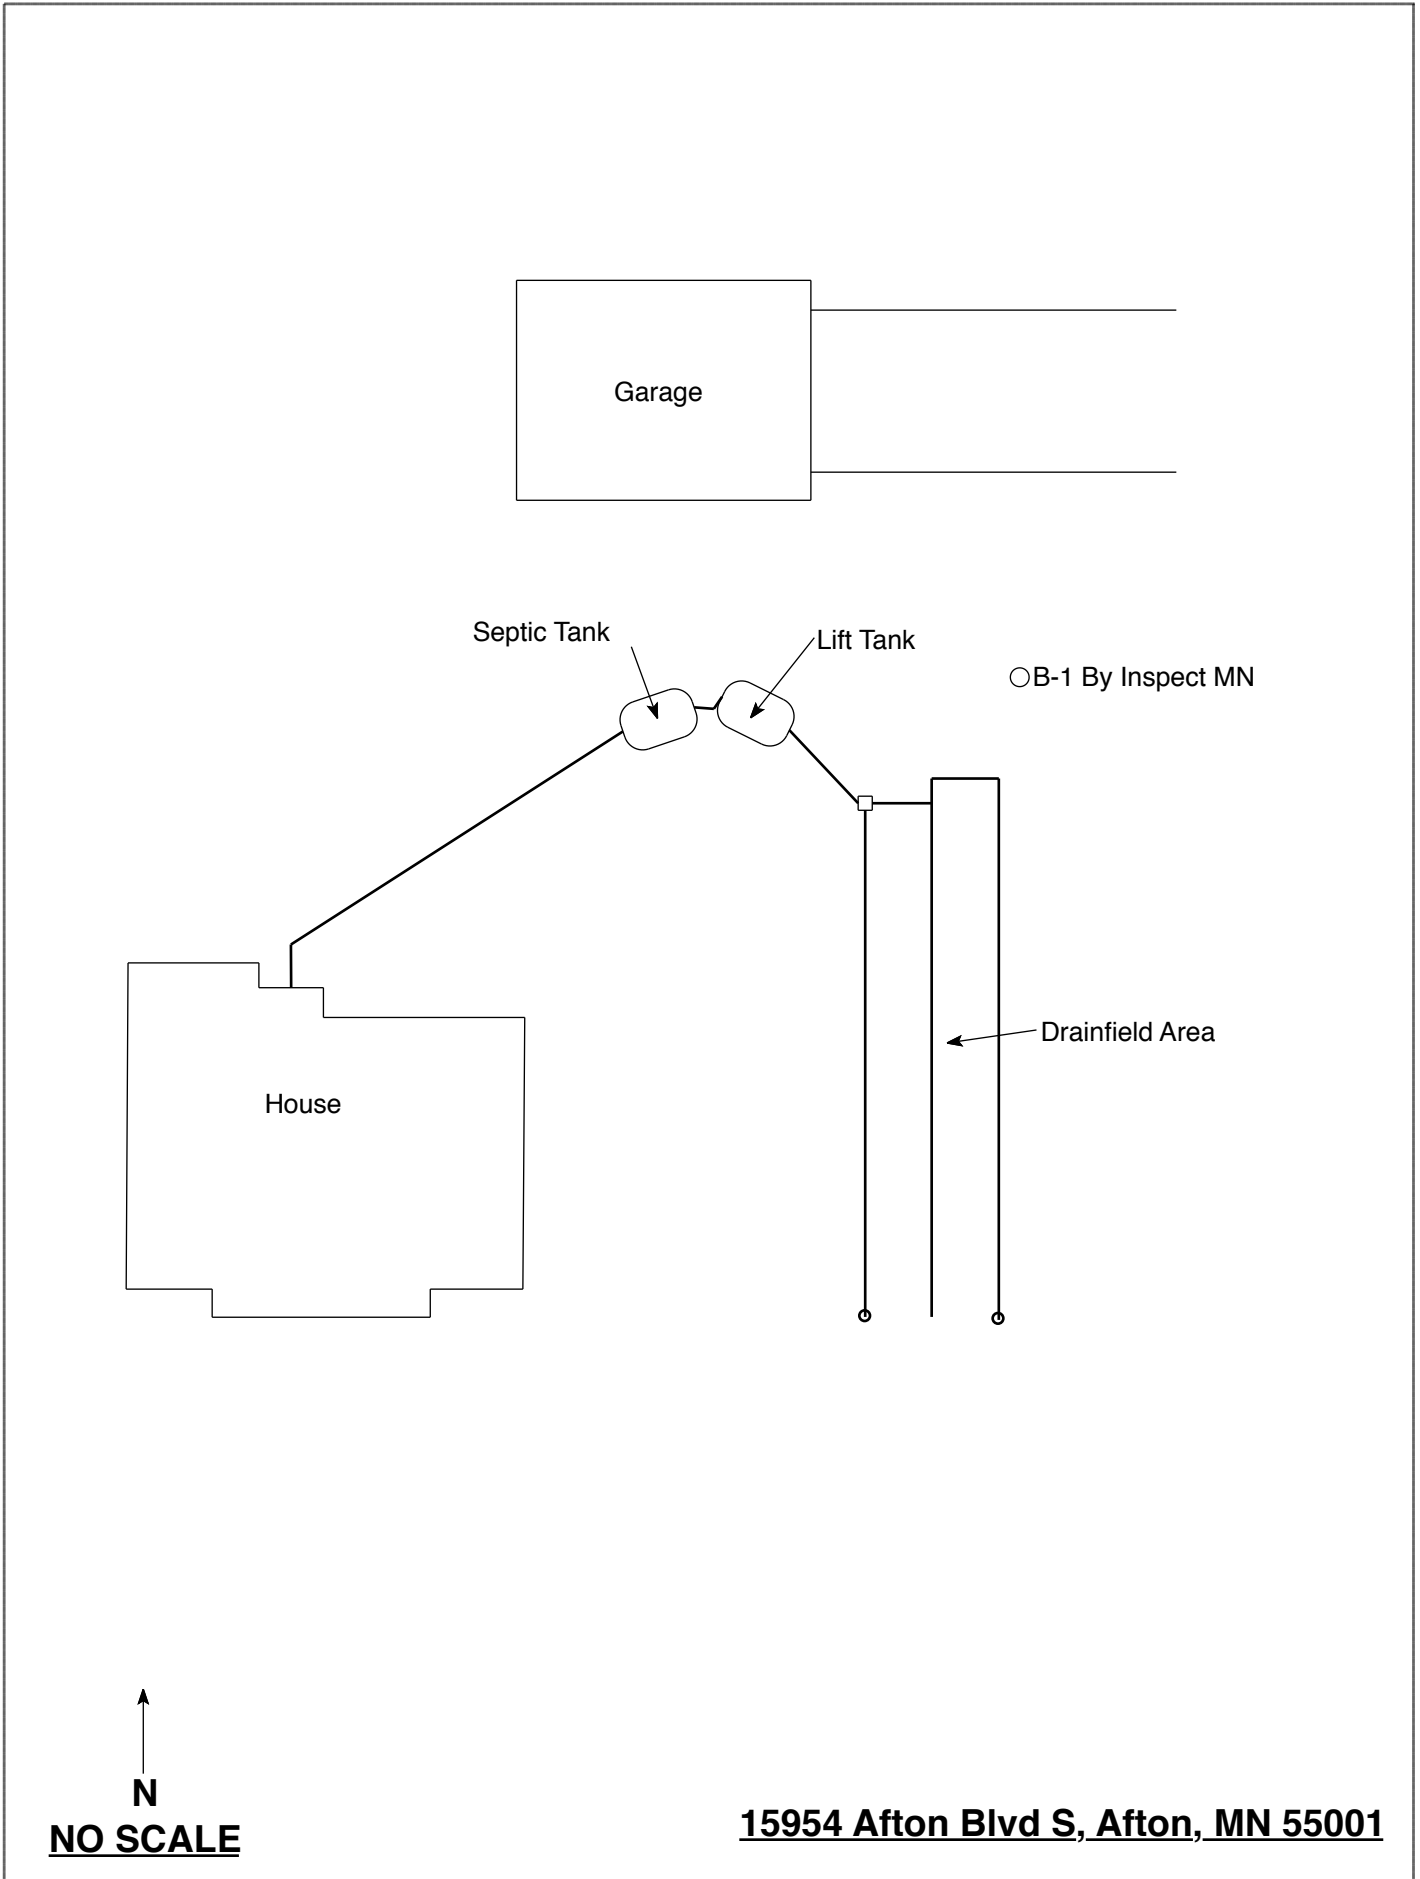 Garage
Septic Tank
Lift Tank
B-1 By Inspect MN
Drainfield Area
House
N
NO SCALE
15954 Afton Blvd S, Afton, MN 55001